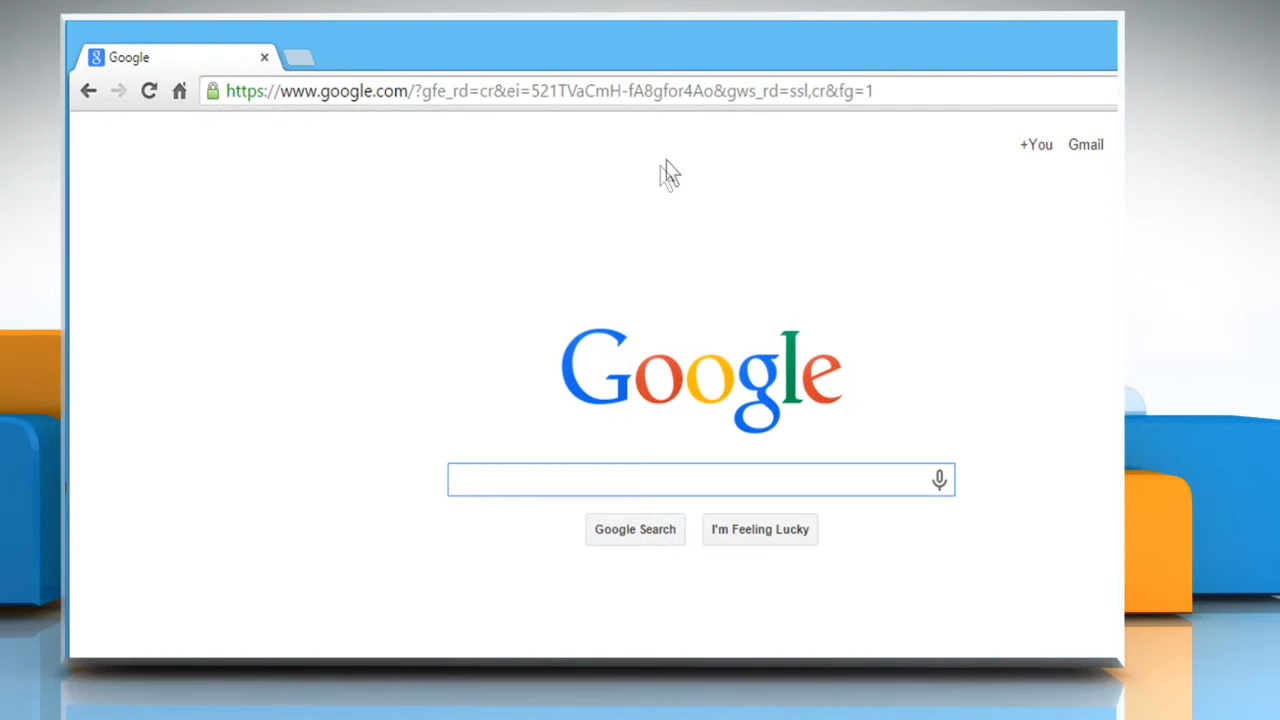 Google
https://www.google.com/?gfe_rd=cr&ei=521TVaCmH-fA8gfor4Ao&gws_rd=ssl,cr&fg=1
+You Gmail
Google
Google Search I'm Feeling Lucky